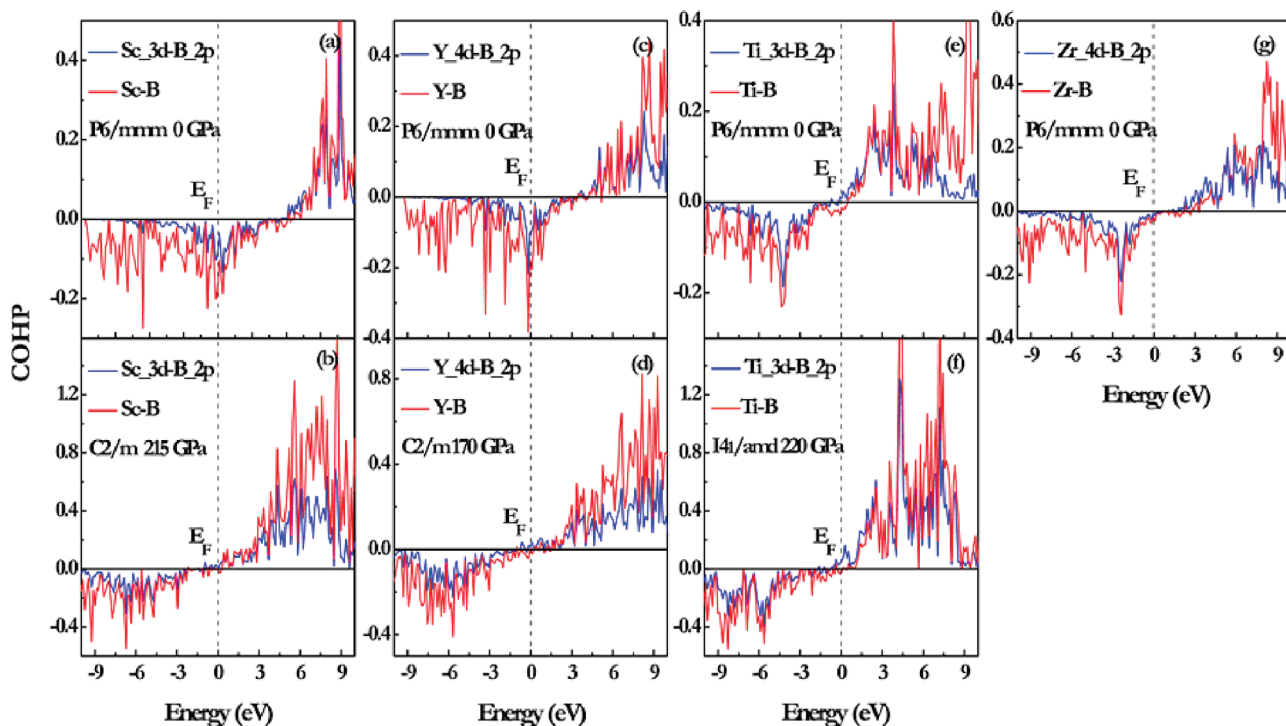 COHP
(a)
Sc_3d-B_2p
Sc-B
P6/mmm 0 GPa
E_F
0.4
0.2
0.0
-0.2
(b)
Sc_3d-B_2p
Sc-B
C2/m 215 GPa
E_F
1.2
0.8
0.4
0.0
-0.4
-9 -6 -3 0 3 6 9
Energy (eV)
(c)
Y_4d-B_2p
Y-B
P6/mmm 0 GPa
E_F
0.4
0.2
0.0
-0.2
-0.4
(d)
Y_4d-B_2p
Y-B
C2/m 170 GPa
E_F
0.8
0.4
0.0
-0.4
-9 -6 -3 0 3 6 9
Energy (eV)
(e)
Ti_3d-B_2p
Ti-B
P6/mmm 0 GPa
E_F
0.4
0.2
0.0
-0.2
(f)
Ti_3d-B_2p
Ti-B
I4₁/amd 220 GPa
E_F
1.2
0.8
0.4
0.0
-0.4
-9 -6 -3 0 3 6 9
Energy (eV)
(g)
Zr_4d-B_2p
Zr-B
P6/mmm 0 GPa
E_F
0.6
0.4
0.2
0.0
-0.2
-0.4
-9 -6 -3 0 3 6 9
Energy (eV)